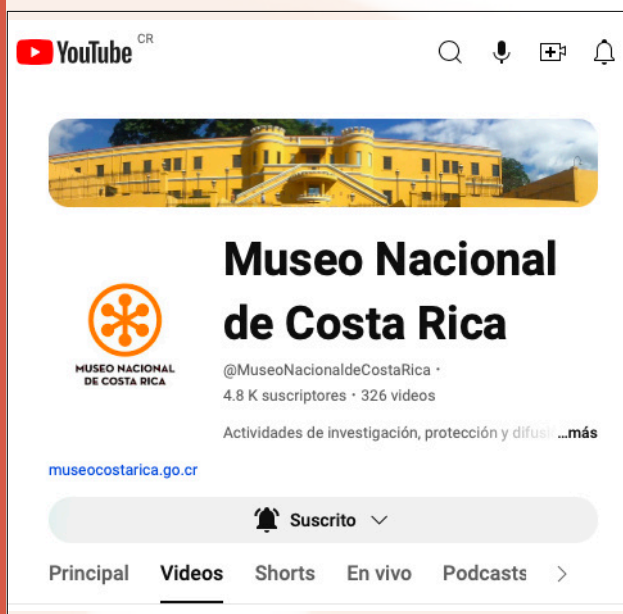 YouTube CR
Museo Nacional
de Costa Rica
MUSEO NACIONAL
DE COSTA RICA
@MuseoNacionaldeCostaRica •
4.8 K suscriptores • 326 videos
Actividades de investigación, protección y difusi ...más
museocostarica.go.cr
Suscrito
Principal Videos Shorts En vivo Podcasts